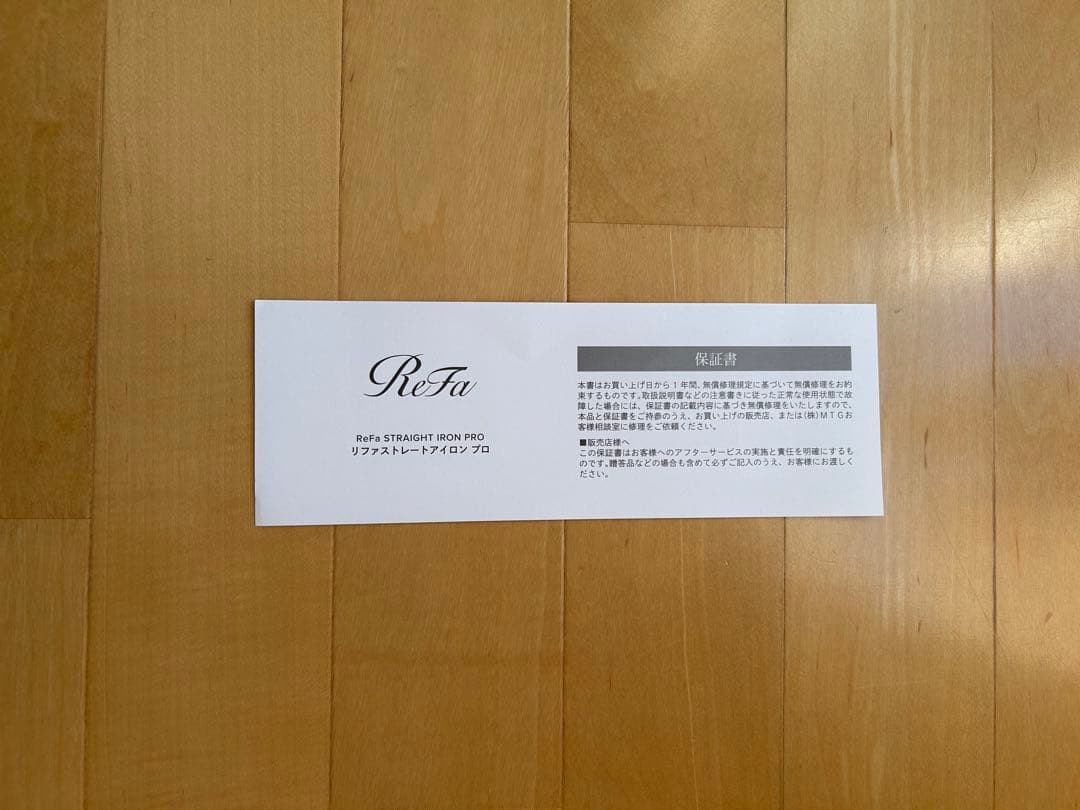 ReFa
ReFa STRAIGHT IRON PRO
リファストレートアイロン プロ
保証書
本書はお買い上げ日から1年間、無償修理規定に基づいて無償修理をお約
束するものです。取扱説明書などの注意書きに従った正常な使用状態で故
障した場合には、保証書の記載内容に基づき無償修理をいたしますので、
本品と保証書をご持参のうえ、お買い上げの販売店、または(株)MTGお
客様相談室に修理をご依頼ください。
■販売店様へ
この保証書はお客様へのアフターサービスの実施と責任を明確にするも
のです。贈答品などの場合も含めて必ずご記入のうえ、お客様にお渡しく
ださい。